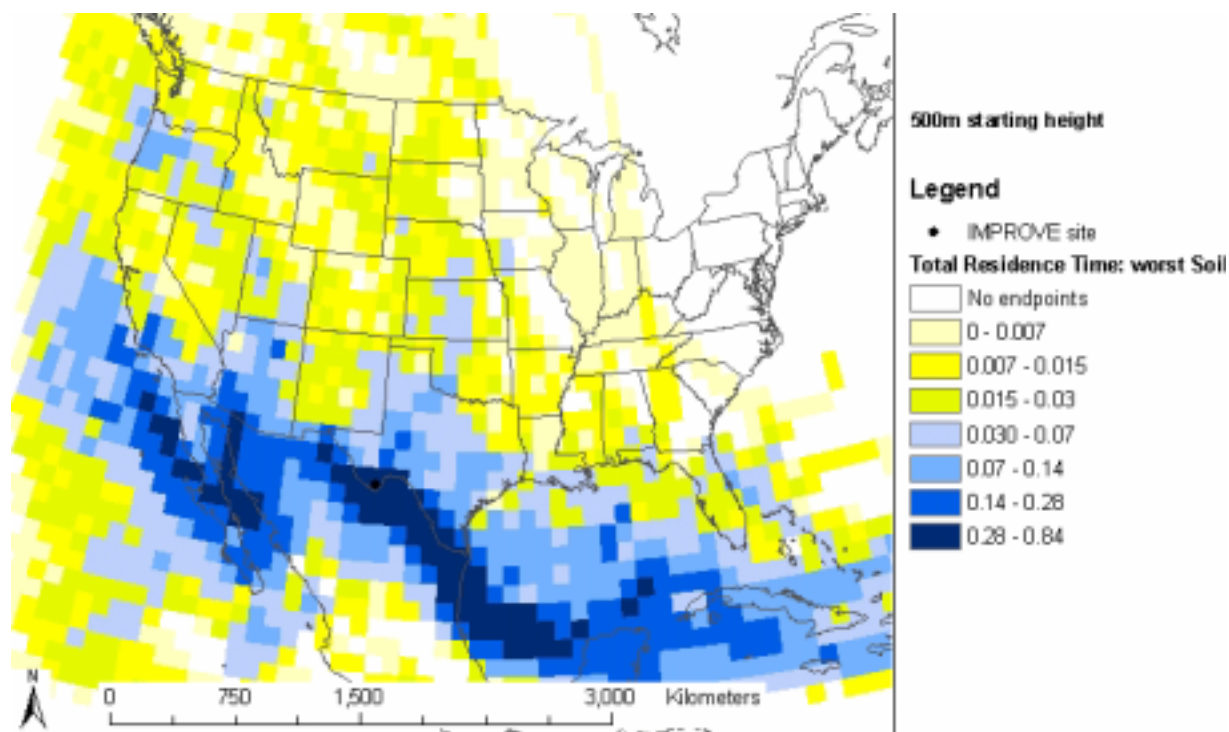 500m starting height
Legend
IMPROVE site
Total Residence Time: worst Soil
No endpoints
0 - 0.007
0.007 - 0.015
0.015 - 0.03
0.030 - 0.07
0.07 - 0.14
0.14 - 0.28
0.28 - 0.84
N
0 750 1,500 3,000 Kilometers